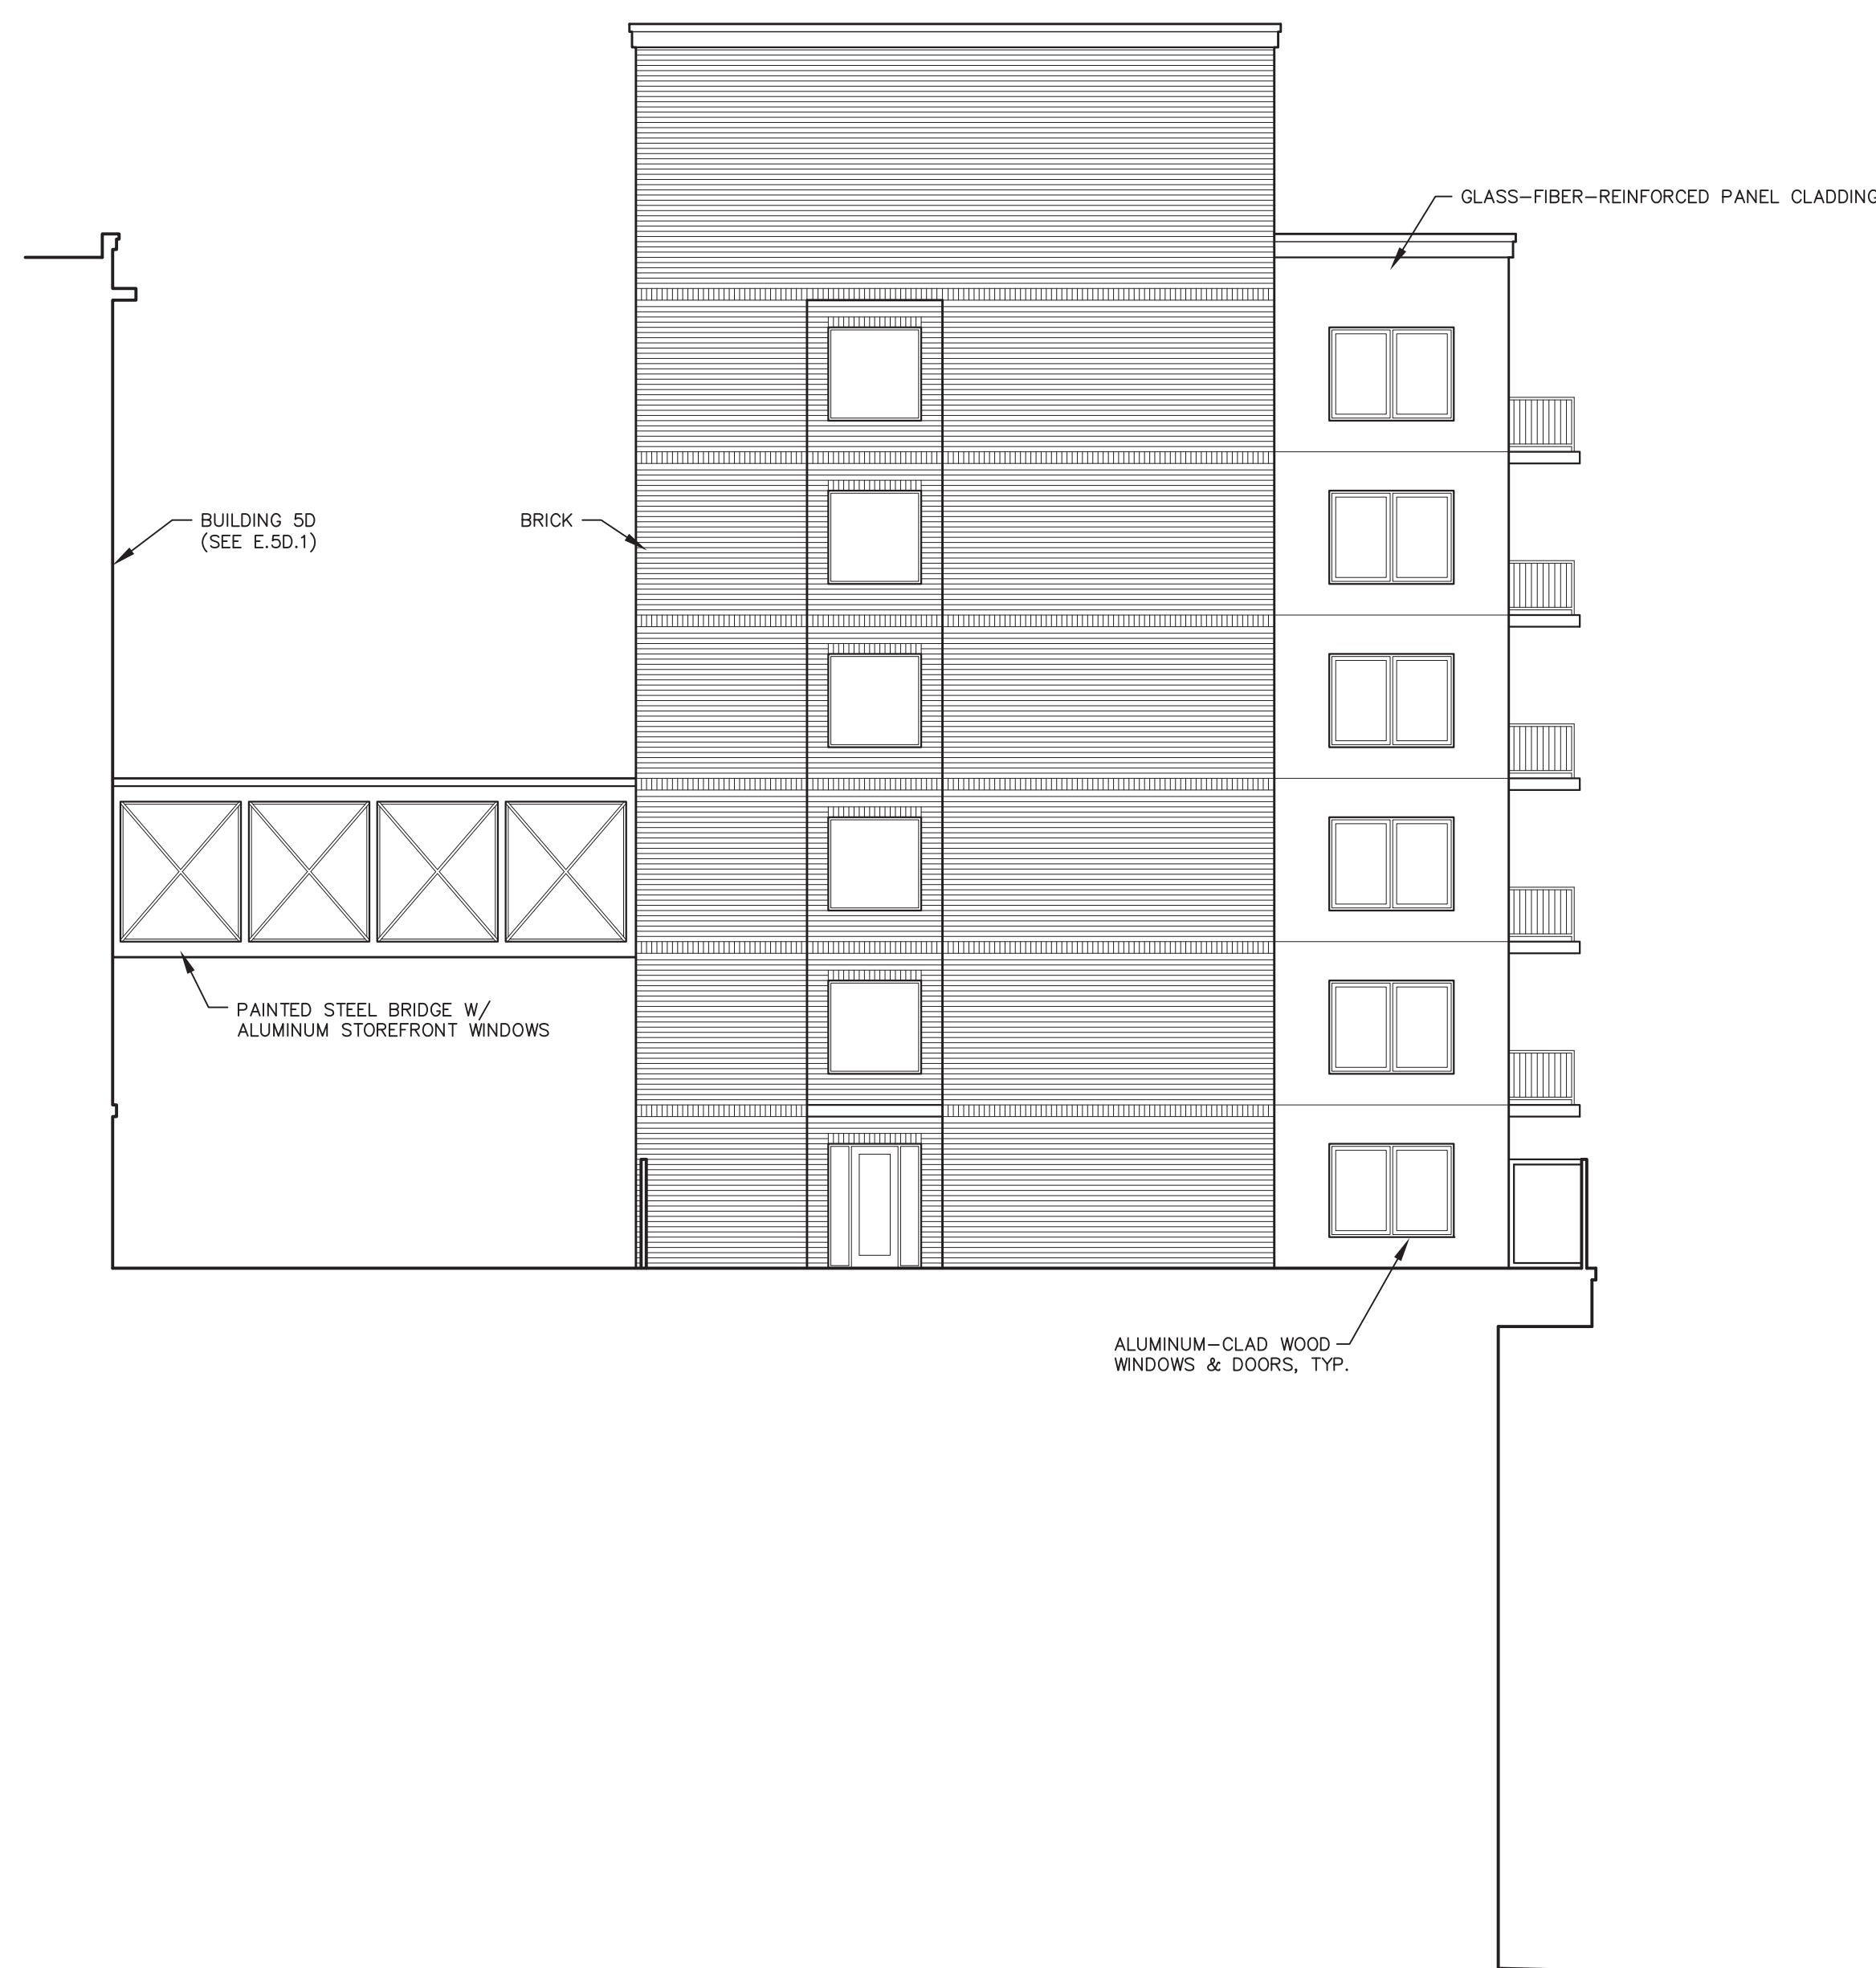 GLASS-FIBER-REINFORCED PANEL CLADDING
BUILDING 5D
(SEE E.5D.1)
BRICK
PAINTED STEEL BRIDGE W/
ALUMINUM STOREFRONT WINDOWS
ALUMINUM-CLAD WOOD
WINDOWS & DOORS, TYP.